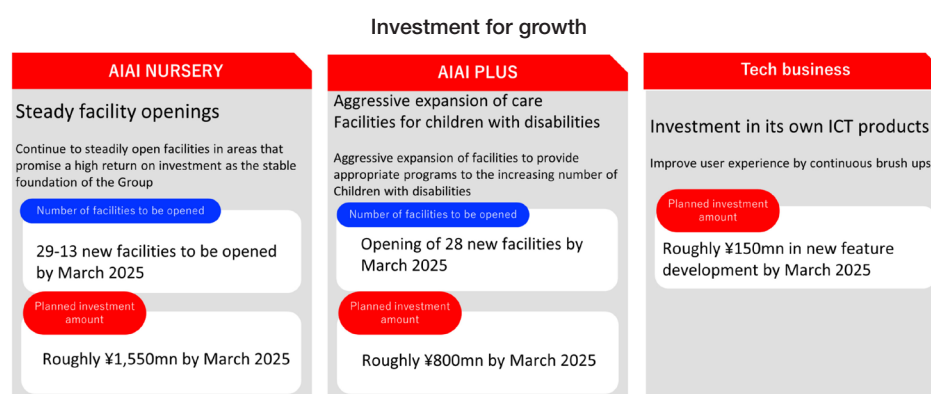 Investment for growth
AIAI NURSERY
Steady facility openings
Continue to steadily open facilities in areas that
promise a high return on investment as the stable
foundation of the Group
Number of facilities to be opened
29-13 new facilities to be opened
by March 2025
Planned investment
amount
Roughly ¥1,550mn by March 2025
AIAI PLUS
Aggressive expansion of care
Facilities for children with disabilities
Aggressive expansion of facilities to provide
appropriate programs to the increasing number of
Children with disabilities
Number of facilities to be opened
Opening of 28 new facilities by
March 2025
Planned investment
amount
Roughly ¥800mn by March 2025
Tech business
Investment in its own ICT products
Improve user experience by continuous brush ups
Planned investment
amount
Roughly ¥150mn in new feature
development by March 2025